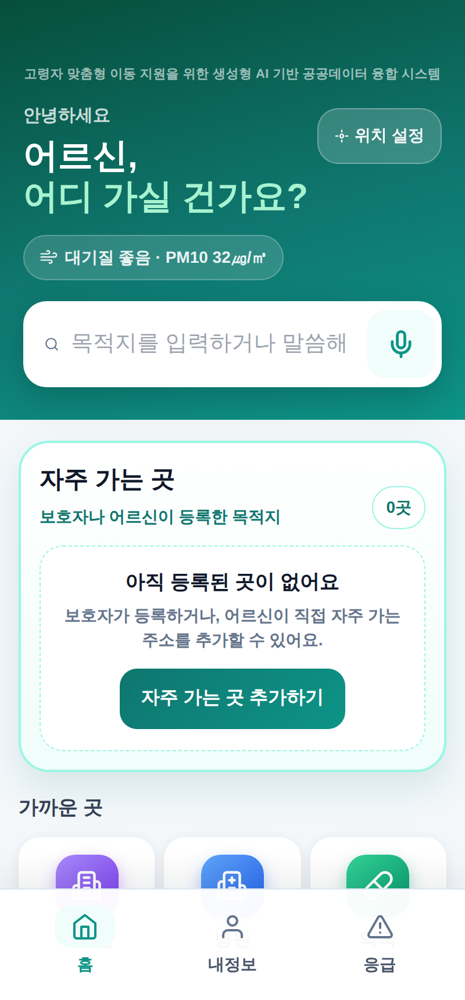 고령자 맞춤형 이동 지원을 위한 생성형 AI 기반 공공데이터 융합 시스템
안녕하세요
위치 설정
어르신,
어디 가실 건가요?
대기질 좋음 · PM10 32㎍/㎥
목적지를 입력하거나 말씀해
자주 가는 곳
보호자나 어르신이 등록한 목적지
0곳
아직 등록된 곳이 없어요
보호자가 등록하거나, 어르신이 직접 자주 가는
주소를 추가할 수 있어요.
자주 가는 곳 추가하기
가까운 곳
홈
내정보
응급